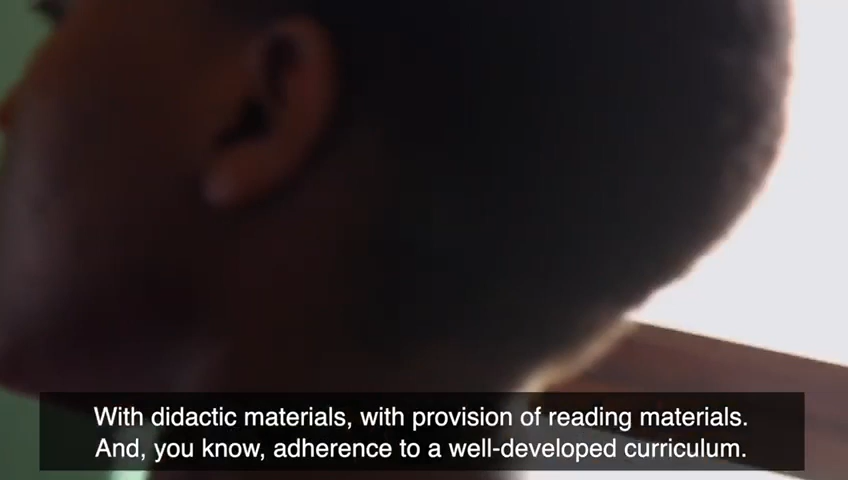 With didactic materials, with provision of reading materials.
And, you know, adherence to a well-developed curriculum.